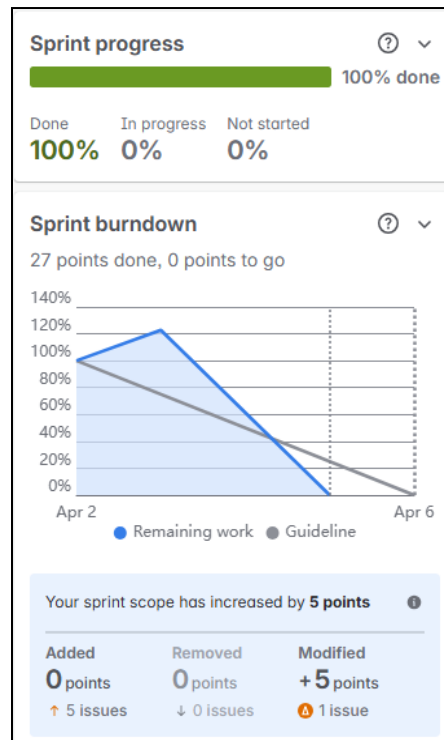 Sprint progress
100% done
Done In progress Not started
100% 0% 0%
Sprint burndown
27 points done, 0 points to go
140%
120%
100%
80%
60%
40%
20%
0%
Apr 2 Apr 6
Remaining work Guideline
Your sprint scope has increased by 5 points
Added Removed Modified
0 points 0 points +5 points
↑ 5 issues ↓ 0 issues 1 issue